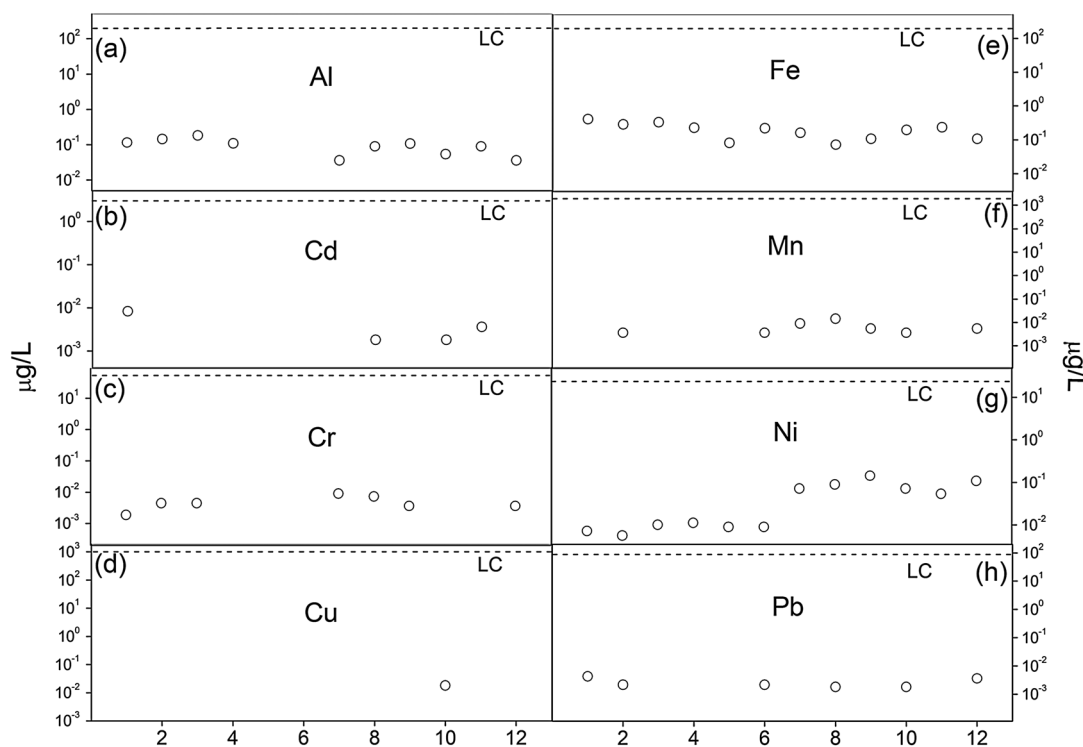 (a) Al LC
10² 10¹ 10⁰ 10⁻¹ 10⁻²
(e) Fe LC
10² 10¹ 10⁰ 10⁻¹ 10⁻²
(b) Cd LC
10⁰ 10⁻¹ 10⁻² 10⁻³
(f) Mn LC
10³ 10² 10¹ 10⁰ 10⁻¹ 10⁻² 10⁻³
μg/L
μg/L
(c) Cr LC
10¹ 10⁰ 10⁻¹ 10⁻² 10⁻³
(g) Ni LC
10¹ 10⁰ 10⁻¹ 10⁻²
(d) Cu LC
10³ 10² 10¹ 10⁰ 10⁻¹ 10⁻² 10⁻³
(h) Pb LC
10² 10¹ 10⁰ 10⁻¹ 10⁻² 10⁻³
2 4 6 8 10 12
2 4 6 8 10 12